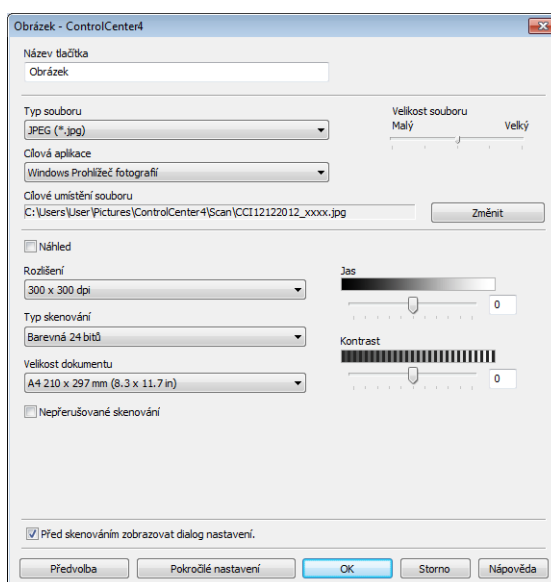 Obrázek - ControlCenter4
Název tlačítka
Obrázek
Typ souboru
JPEG (*.jpg)
Velikost souboru
Malý Velký
Cílová aplikace
Windows Prohlížeč fotografií
Cílové umístění souboru
C:\Users\User\Pictures\ControlCenter4\Scan\CCI12122012_xxxx.jpg
Změnit
Náhled
Rozlišení
300 x 300 dpi
Typ skenování
Barevná 24 bitů
Velikost dokumentu
A4 210 x 297 mm (8.3 x 11.7 in)
Nepřerušované skenování
Jas
0
Kontrast
0
Před skenováním zobrazovat dialog nastavení.
Předvolba Pokročilé nastavení OK Storno Nápověda